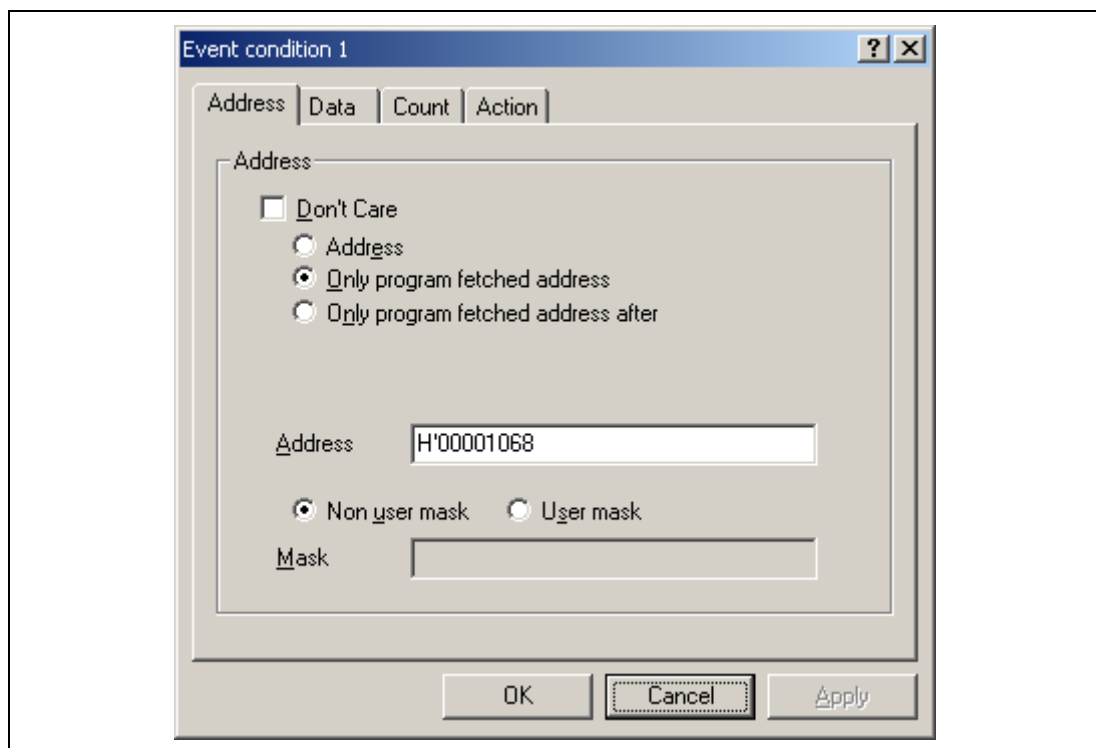 Event condition 1
Address Data Count Action
Address
Don't Care
Address
Only program fetched address
Only program fetched address after
Address H'00001068
Non user mask User mask
Mask
OK Cancel Apply